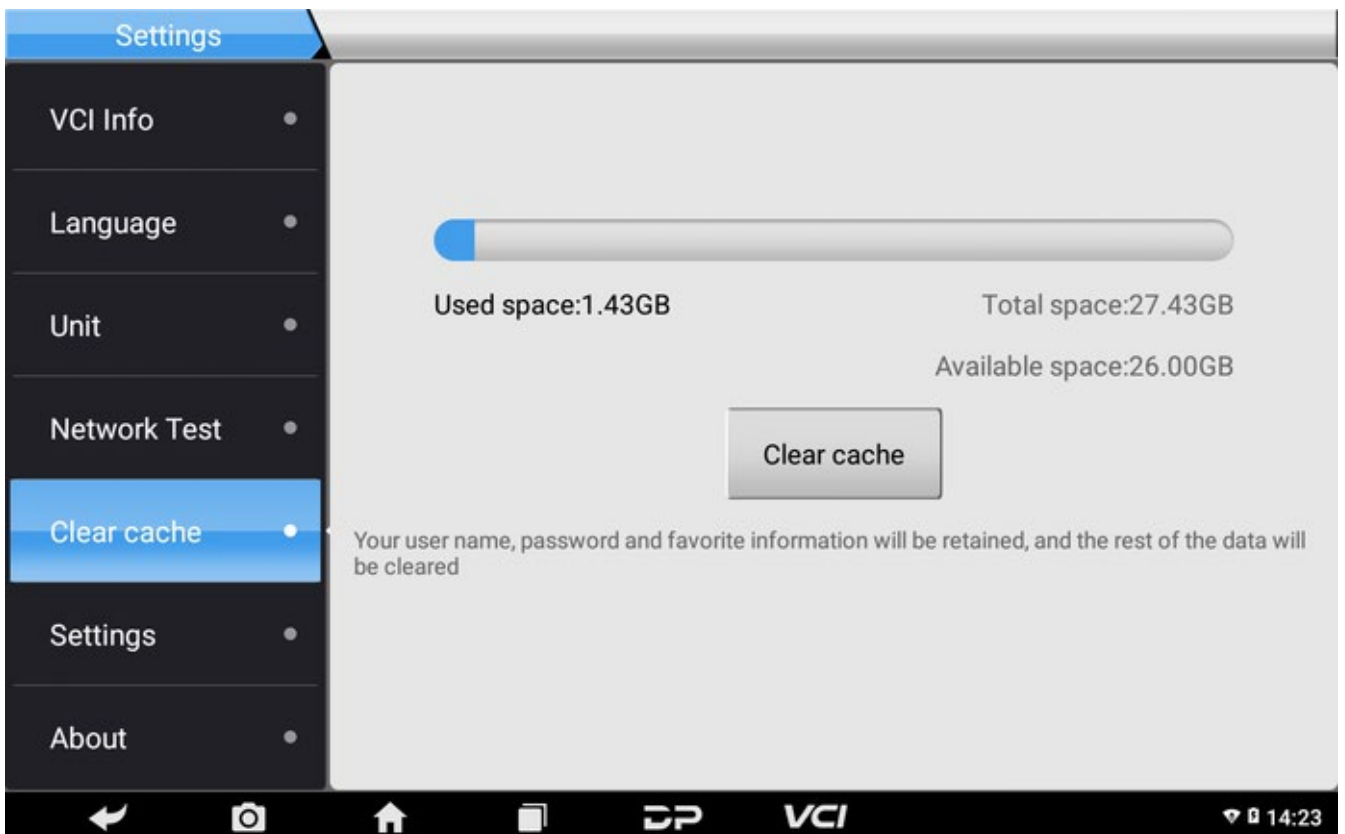 Settings
VCI Info
Language
Unit
Network Test
Clear cache
Settings
About
Used space:1.43GB
Total space:27.43GB
Available space:26.00GB
Clear cache
Your user name, password and favorite information will be retained, and the rest of the data will
be cleared
DP
VCI
14:23